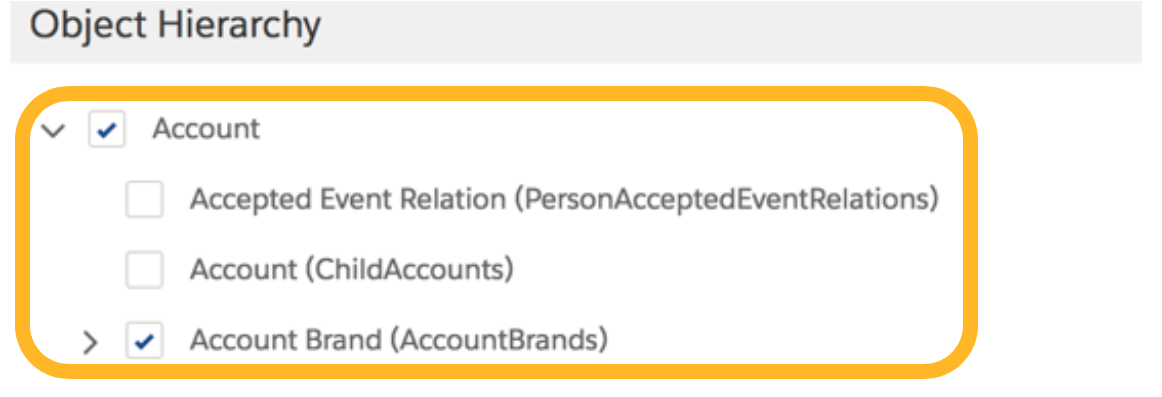 Object Hierarchy
Account
Accepted Event Relation (PersonAcceptedEventRelations)
Account (ChildAccounts)
Account Brand (AccountBrands)